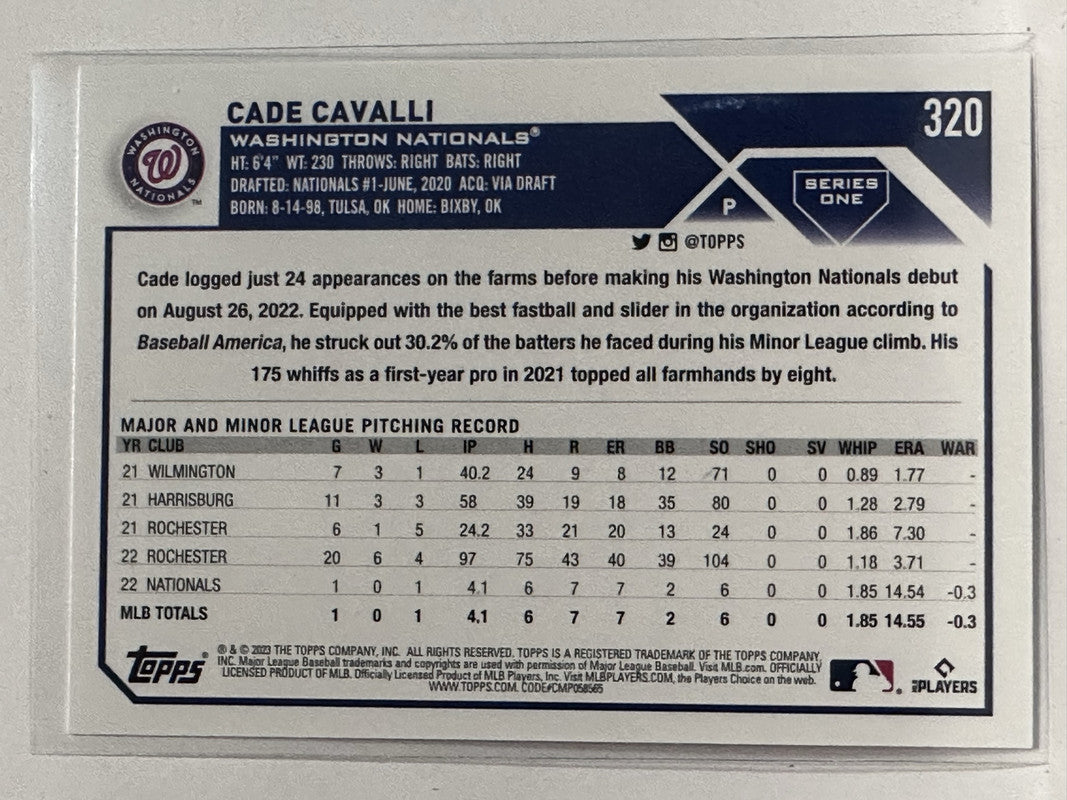 CADE CAVALLI
320
WASHINGTON NATIONALS®
WASHINGTON NATIONALS
W
TM
HT: 6'4" WT: 230 THROWS: RIGHT BATS: RIGHT
DRAFTED: NATIONALS #1-JUNE, 2020 ACQ: VIA DRAFT
BORN: 8-14-98, TULSA, OK HOME: BIXBY, OK
P
SERIES
ONE
@TOPPS
Cade logged just 24 appearances on the farms before making his Washington Nationals debut
on August 26, 2022. Equipped with the best fastball and slider in the organization according to
Baseball America, he struck out 30.2% of the batters he faced during his Minor League climb. His
175 whiffs as a first-year pro in 2021 topped all farmhands by eight.
MAJOR AND MINOR LEAGUE PITCHING RECORD
YR CLUB G W L IP H R ER BB SO SHO SV WHIP ERA WAR
21 WILMINGTON 7 3 1 40.2 24 9 8 12 71 0 0 0.89 1.77 -
21 HARRISBURG 11 3 3 58 39 19 18 35 80 0 0 1.28 2.79 -
21 ROCHESTER 6 1 5 24.2 33 21 20 13 24 0 0 1.86 7.30 -
22 ROCHESTER 20 6 4 97 75 43 40 39 104 0 0 1.18 3.71 -
22 NATIONALS 1 0 1 4.1 6 7 7 2 6 0 0 1.85 14.54 -0.3
MLB TOTALS 1 0 1 4.1 6 7 7 2 6 0 0 1.85 14.55 -0.3
topps®
® & © 2023 THE TOPPS COMPANY, INC. ALL RIGHTS RESERVED. TOPPS IS A REGISTERED TRADEMARK OF THE TOPPS COMPANY,
INC. Major League Baseball trademarks and copyrights are used with permission of Major League Baseball. Visit MLB.com. OFFICIALLY
LICENSED PRODUCT OF MLB. Officially Licensed Product of MLB Players, Inc. Visit MLBPLAYERS.COM, the Players Choice on the web.
WWW.TOPPS.COM. CODE#CMP058565
MLB PLAYERS